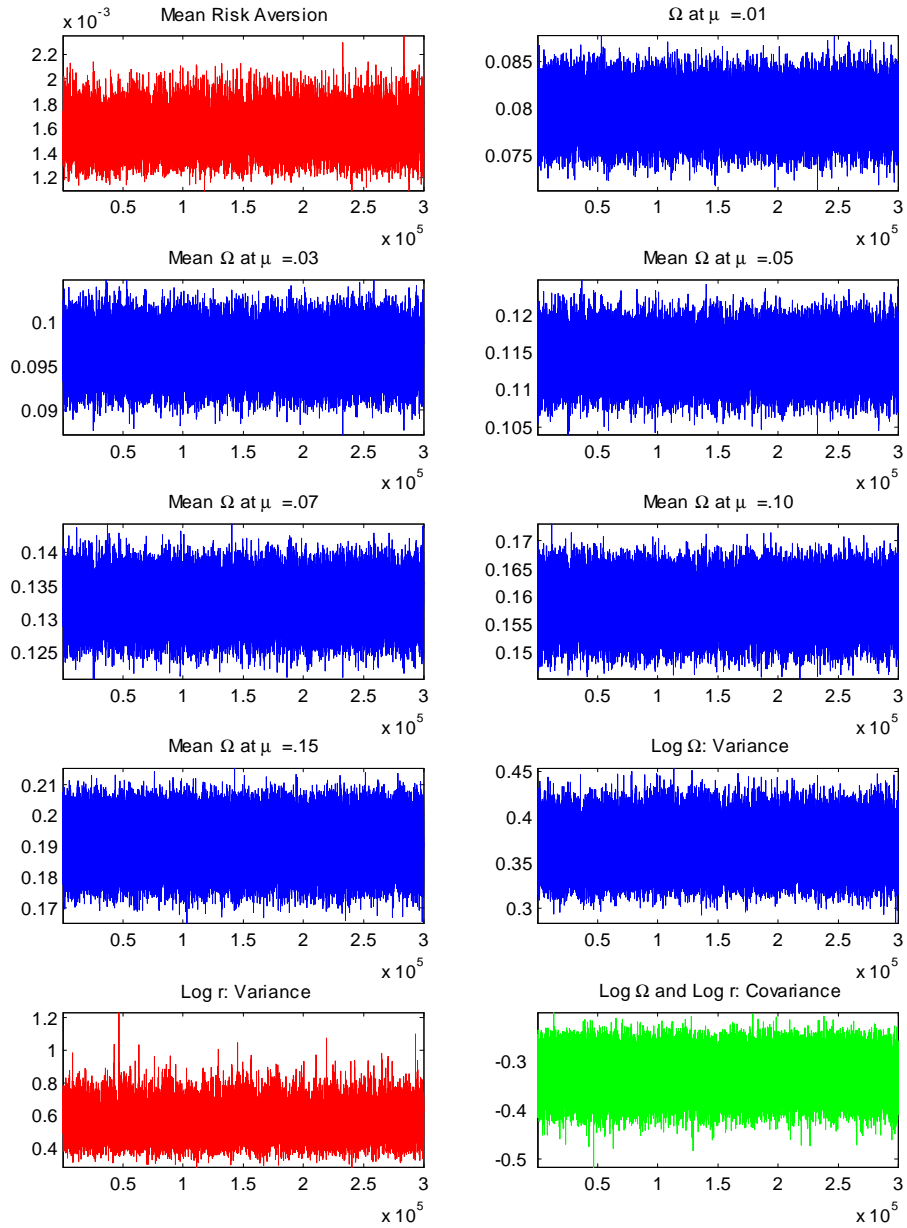 x 10^-3
Mean Risk Aversion
2.2
2
1.8
1.6
1.4
1.2
0.5 1 1.5 2 2.5 3
x 10^5
Ω at μ =.01
0.085
0.08
0.075
0.5 1 1.5 2 2.5 3
x 10^5
Mean Ω at μ =.03
0.1
0.095
0.09
0.5 1 1.5 2 2.5 3
x 10^5
Mean Ω at μ =.05
0.12
0.115
0.11
0.105
0.5 1 1.5 2 2.5 3
x 10^5
Mean Ω at μ =.07
0.14
0.135
0.13
0.125
0.5 1 1.5 2 2.5 3
x 10^5
Mean Ω at μ =.10
0.17
0.165
0.16
0.155
0.15
0.5 1 1.5 2 2.5 3
x 10^5
Mean Ω at μ =.15
0.21
0.2
0.19
0.18
0.17
0.5 1 1.5 2 2.5 3
x 10^5
Log Ω: Variance
0.45
0.4
0.35
0.3
0.5 1 1.5 2 2.5 3
x 10^5
Log r: Variance
1.2
1
0.8
0.6
0.4
0.5 1 1.5 2 2.5 3
x 10^5
Log Ω and Log r: Covariance
-0.3
-0.4
-0.5
0.5 1 1.5 2 2.5 3
x 10^5